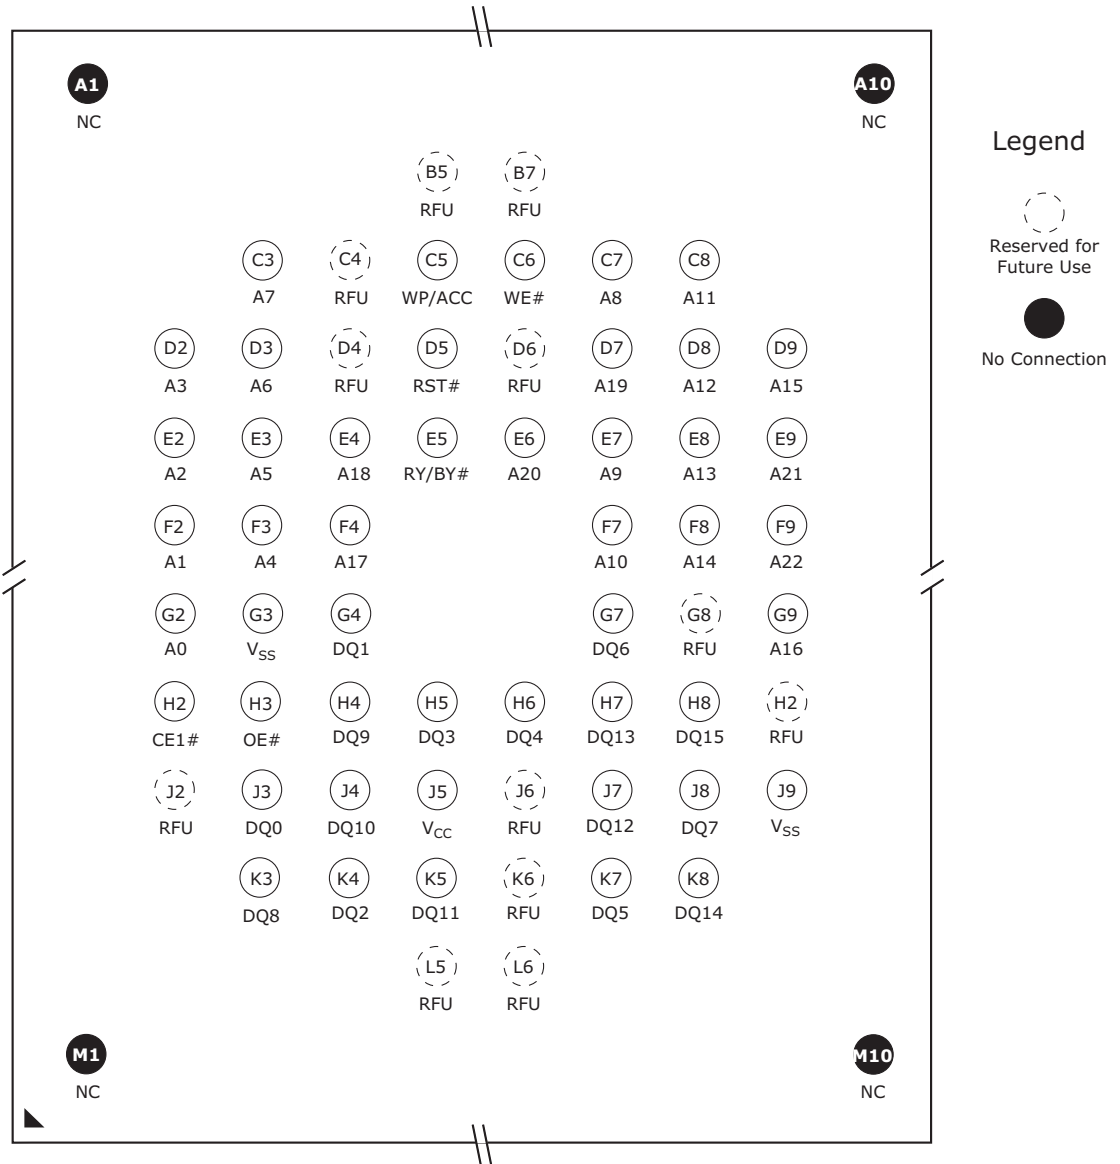 A1 A10
NC NC
Legend
B5 B7
RFU RFU
Reserved for
Future Use
C3 C4 C5 C6 C7 C8
A7 RFU WP/ACC WE# A8 A11
No Connection
D2 D3 D4 D5 D6 D7 D8 D9
A3 A6 RFU RST# RFU A19 A12 A15
E2 E3 E4 E5 E6 E7 E8 E9
A2 A5 A18 RY/BY# A20 A9 A13 A21
F2 F3 F4 F7 F8 F9
A1 A4 A17 A10 A14 A22
G2 G3 G4 G7 G8 G9
A0 VSS DQ1 DQ6 RFU A16
H2 H3 H4 H5 H6 H7 H8 H2
CE1# OE# DQ9 DQ3 DQ4 DQ13 DQ15 RFU
J2 J3 J4 J5 J6 J7 J8 J9
RFU DQ0 DQ10 VCC RFU DQ12 DQ7 VSS
K3 K4 K5 K6 K7 K8
DQ8 DQ2 DQ11 RFU DQ5 DQ14
L5 L6
RFU RFU
M1 M10
NC NC